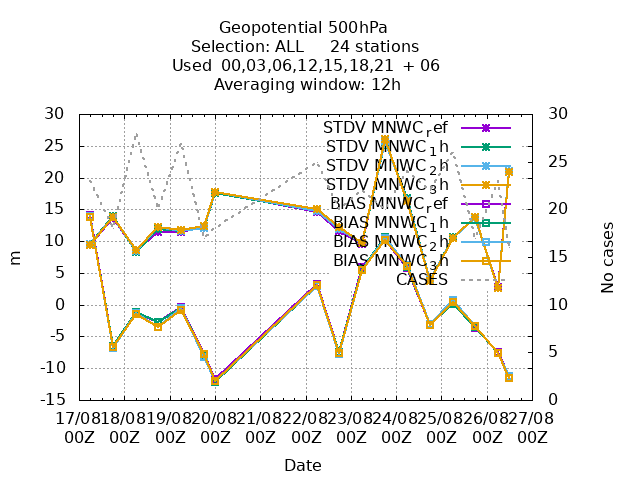 Geopotential 500hPa
Selection: ALL 24 stations
Used 00,03,06,12,15,18,21 + 06
Averaging window: 12h
30
25
20
15
10
5
0
-5
-10
-15
m
30
25
20
15
10
5
0
No cases
STDV MNWC_ref
STDV MNWC_1h
STDV MNWC_2h
STDV MNWC_3h
BIAS MNWC_ref
BIAS MNWC_1h
BIAS MNWC_2h
BIAS MNWC_3h
CASES
17/08 18/08 19/08 20/08 21/08 22/08 23/08 24/08 25/08 26/08 27/08
00Z 00Z 00Z 00Z 00Z 00Z 00Z 00Z 00Z 00Z 00Z
Date